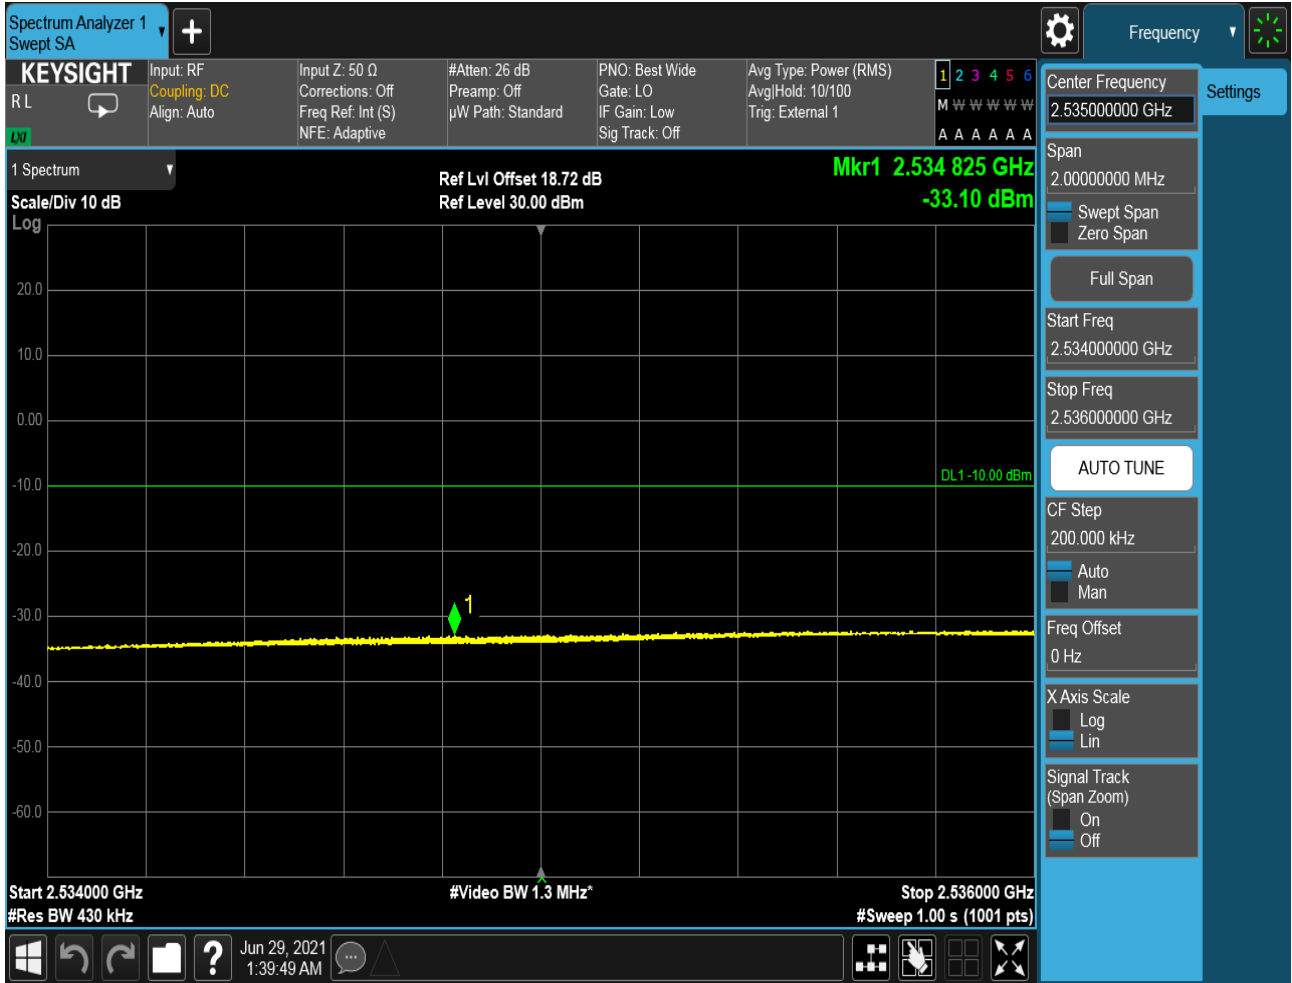 Spectrum Analyzer 1
Swept SA
Frequency
KEYSIGHT
R L
LXI
Input: RF
Coupling: DC
Align: Auto
Input Z: 50 Ω
Corrections: Off
Freq Ref: Int (S)
NFE: Adaptive
#Atten: 26 dB
Preamp: Off
µW Path: Standard
PNO: Best Wide
Gate: LO
IF Gain: Low
Sig Track: Off
Avg Type: Power (RMS)
Avg|Hold: 10/100
Trig: External 1
1 2 3 4 5 6
M W W W W W
A A A A A A
Center Frequency
2.535000000 GHz
Settings
1 Spectrum
Scale/Div 10 dB
Log
Ref Lvl Offset 18.72 dB
Ref Level 30.00 dBm
Mkr1 2.534 825 GHz
-33.10 dBm
Span
2.00000000 MHz
Swept Span
Zero Span
Full Span
Start Freq
2.534000000 GHz
Stop Freq
2.536000000 GHz
AUTO TUNE
CF Step
200.000 kHz
Auto
Man
Freq Offset
0 Hz
X Axis Scale
Log
Lin
Signal Track
(Span Zoom)
On
Off
20.0
10.0
0.00
-10.0
DL1 -10.00 dBm
-20.0
1
-30.0
-40.0
-50.0
-60.0
Start 2.534000 GHz
#Video BW 1.3 MHz*
Stop 2.536000 GHz
#Res BW 430 kHz
#Sweep 1.00 s (1001 pts)
?
Jun 29, 2021
1:39:49 AM